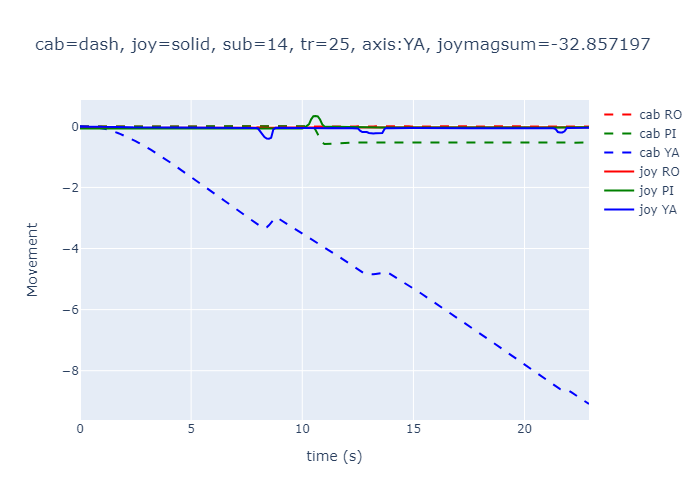 cab=dash, joy=solid, sub=14, tr=25, axis:YA, joymagsum=-32.857197
cab RO
cab PI
cab YA
joy RO
joy PI
joy YA
0
−2
−4
−6
−8
Movement
0 5 10 15 20
time (s)